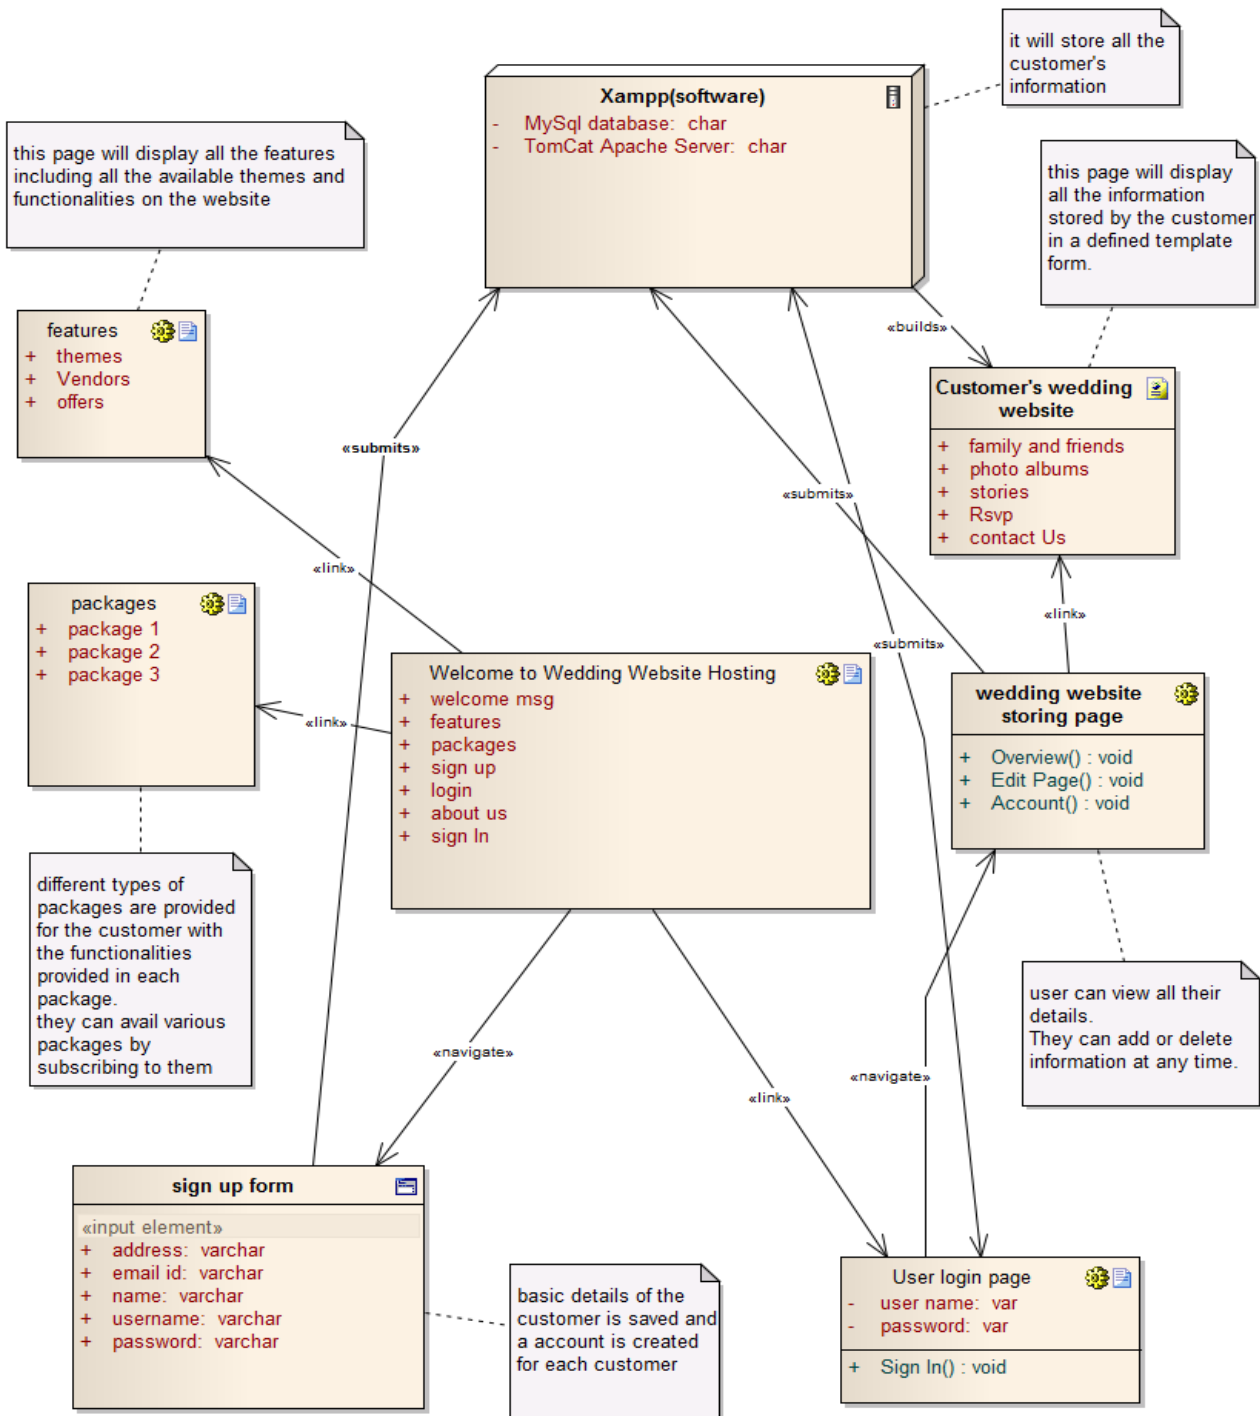 it will store all the
customer's
information
Xampp(software)
- MySql database: char
- TomCat Apache Server: char
this page will display all the features
including all the available themes and
functionalities on the website
this page will display
all the information
stored by the customer
in a defined template
form.
features
+ themes
+ Vendors
+ offers
«builds»
Customer's wedding
website
+ family and friends
+ photo albums
+ stories
+ Rsvp
+ contact Us
«submits»
«submits»
«link»
packages
+ package 1
+ package 2
+ package 3
«link»
«submits»
Welcome to Wedding Website Hosting
+ welcome msg
+ features
+ packages
+ sign up
+ login
+ about us
+ sign In
«link»
wedding website
storing page
+ Overview() : void
+ Edit Page() : void
+ Account() : void
different types of
packages are provided
for the customer with
the functionalities
provided in each
package.
they can avail various
packages by
subscribing to them
user can view all their
details.
They can add or delete
information at any time.
«navigate»
«navigate»
«link»
sign up form
«input element»
+ address: varchar
+ email id: varchar
+ name: varchar
+ username: varchar
+ password: varchar
basic details of the
customer is saved and
a account is created
for each customer
User login page
- user name: var
- password: var
+ Sign In() : void